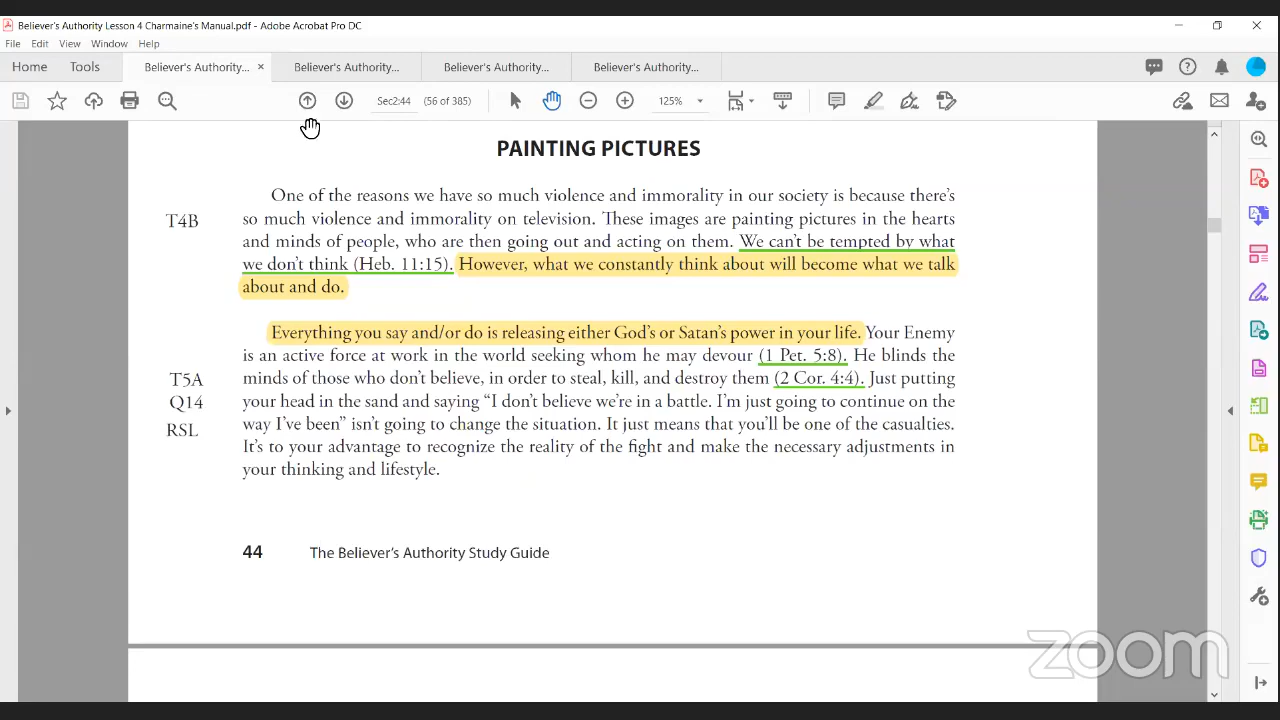 Believer's Authority Lesson 4 Charmaine's Manual.pdf - Adobe Acrobat Pro DC
File Edit View Window Help
Home Tools Believer's Authority... × Believer's Authority... Believer's Authority... Believer's Authority...
Sec2:44 (56 of 385) 125%
PAINTING PICTURES
One of the reasons we have so much violence and immorality in our society is because there's
T4B so much violence and immorality on television. These images are painting pictures in the hearts
and minds of people, who are then going out and acting on them. We can't be tempted by what
we don't think (Heb. 11:15). However, what we constantly think about will become what we talk
about and do.
Everything you say and/or do is releasing either God's or Satan's power in your life. Your Enemy
is an active force at work in the world seeking whom he may devour (1 Pet. 5:8). He blinds the
T5A minds of those who don't believe, in order to steal, kill, and destroy them (2 Cor. 4:4). Just putting
Q14 your head in the sand and saying “I don't believe we're in a battle. I'm just going to continue on the
RSL way I've been” isn't going to change the situation. It just means that you'll be one of the casualties.
It's to your advantage to recognize the reality of the fight and make the necessary adjustments in
your thinking and lifestyle.
44 The Believer's Authority Study Guide
zoom